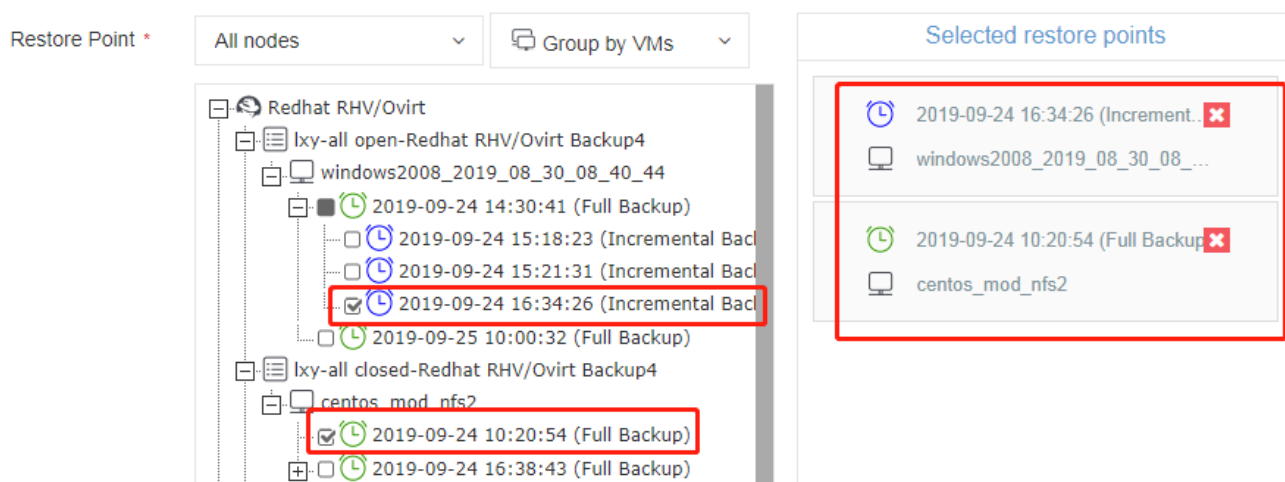 Restore Point *
All nodes
Group by VMs
Redhat RHV/Ovirt
lxy-all open-Redhat RHV/Ovirt Backup4
windows2008_2019_08_30_08_40_44
2019-09-24 14:30:41 (Full Backup)
2019-09-24 15:18:23 (Incremental Bacl
2019-09-24 15:21:31 (Incremental Bacl
2019-09-24 16:34:26 (Incremental Bacl
2019-09-25 10:00:32 (Full Backup)
lxy-all closed-Redhat RHV/Ovirt Backup4
centos_mod_nfs2
2019-09-24 10:20:54 (Full Backup)
2019-09-24 16:38:43 (Full Backup)
Selected restore points
2019-09-24 16:34:26 (Increment...
windows2008_2019_08_30_08_...
2019-09-24 10:20:54 (Full Backup
centos_mod_nfs2